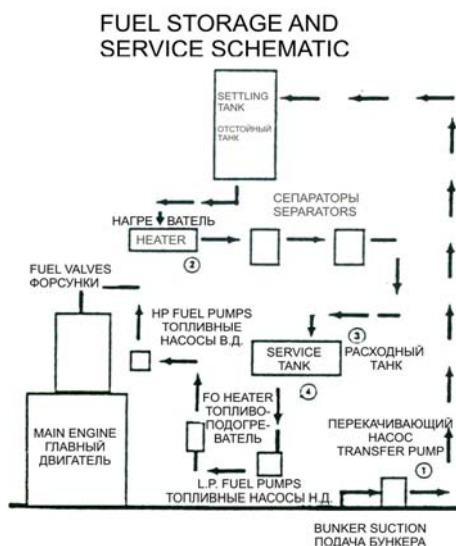 FUEL STORAGE AND
SERVICE SCHEMATIC
SETTLING
TANK
ОТСТОЙНЫЙ
ТАНК
СЕПАРАТОРЫ
SEPARATORS
НАГРЕВАТЕЛЬ
HEATER
2
FUEL VALVES
ФОРСУНКИ
HP FUEL PUMPS
ТОПЛИВНЫЕ
НАСОСЫ В.Д.
3
SERVICE
TANK
РАСХОДНЫЙ
ТАНК
4
FO HEATER
ТОПЛИВО-
ПОДОГРЕ-
ВАТЕЛЬ
MAIN ENGINE
ГЛАВНЫЙ
ДВИГАТЕЛЬ
ПЕРЕКАЧИВАЮЩИЙ
НАСОС
TRANSFER PUMP
1
L.P. FUEL PUMPS
ТОПЛИВНЫЕ НАСОСЫ Н.Д.
BUNKER SUCTION
ПОДАЧА БУНКЕРА